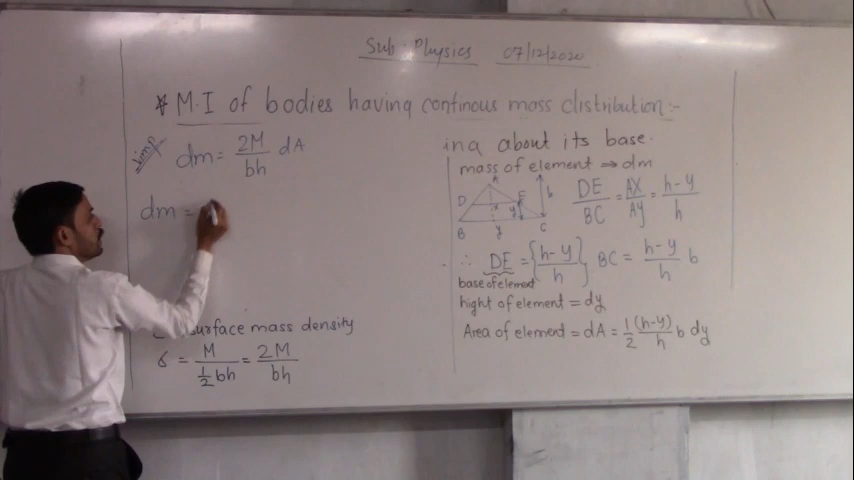 Sub : Physics 07/12/2020
* M.I of bodies having continous mass distribution:-
Imp
dm = 2M/bh dA
dm =
surface mass density
σ = M/(1/2 bh) = 2M/bh
ing about its base.
mass of element ⇒ dm
A
D E h
x y
B y C
DE/BC = AX/Ay = h-y/h
∴ DE = {h-y/h} BC = h-y/h b
base of element
hight of element = dy
Area of element = dA = 1/2 (h-y)/h b dy